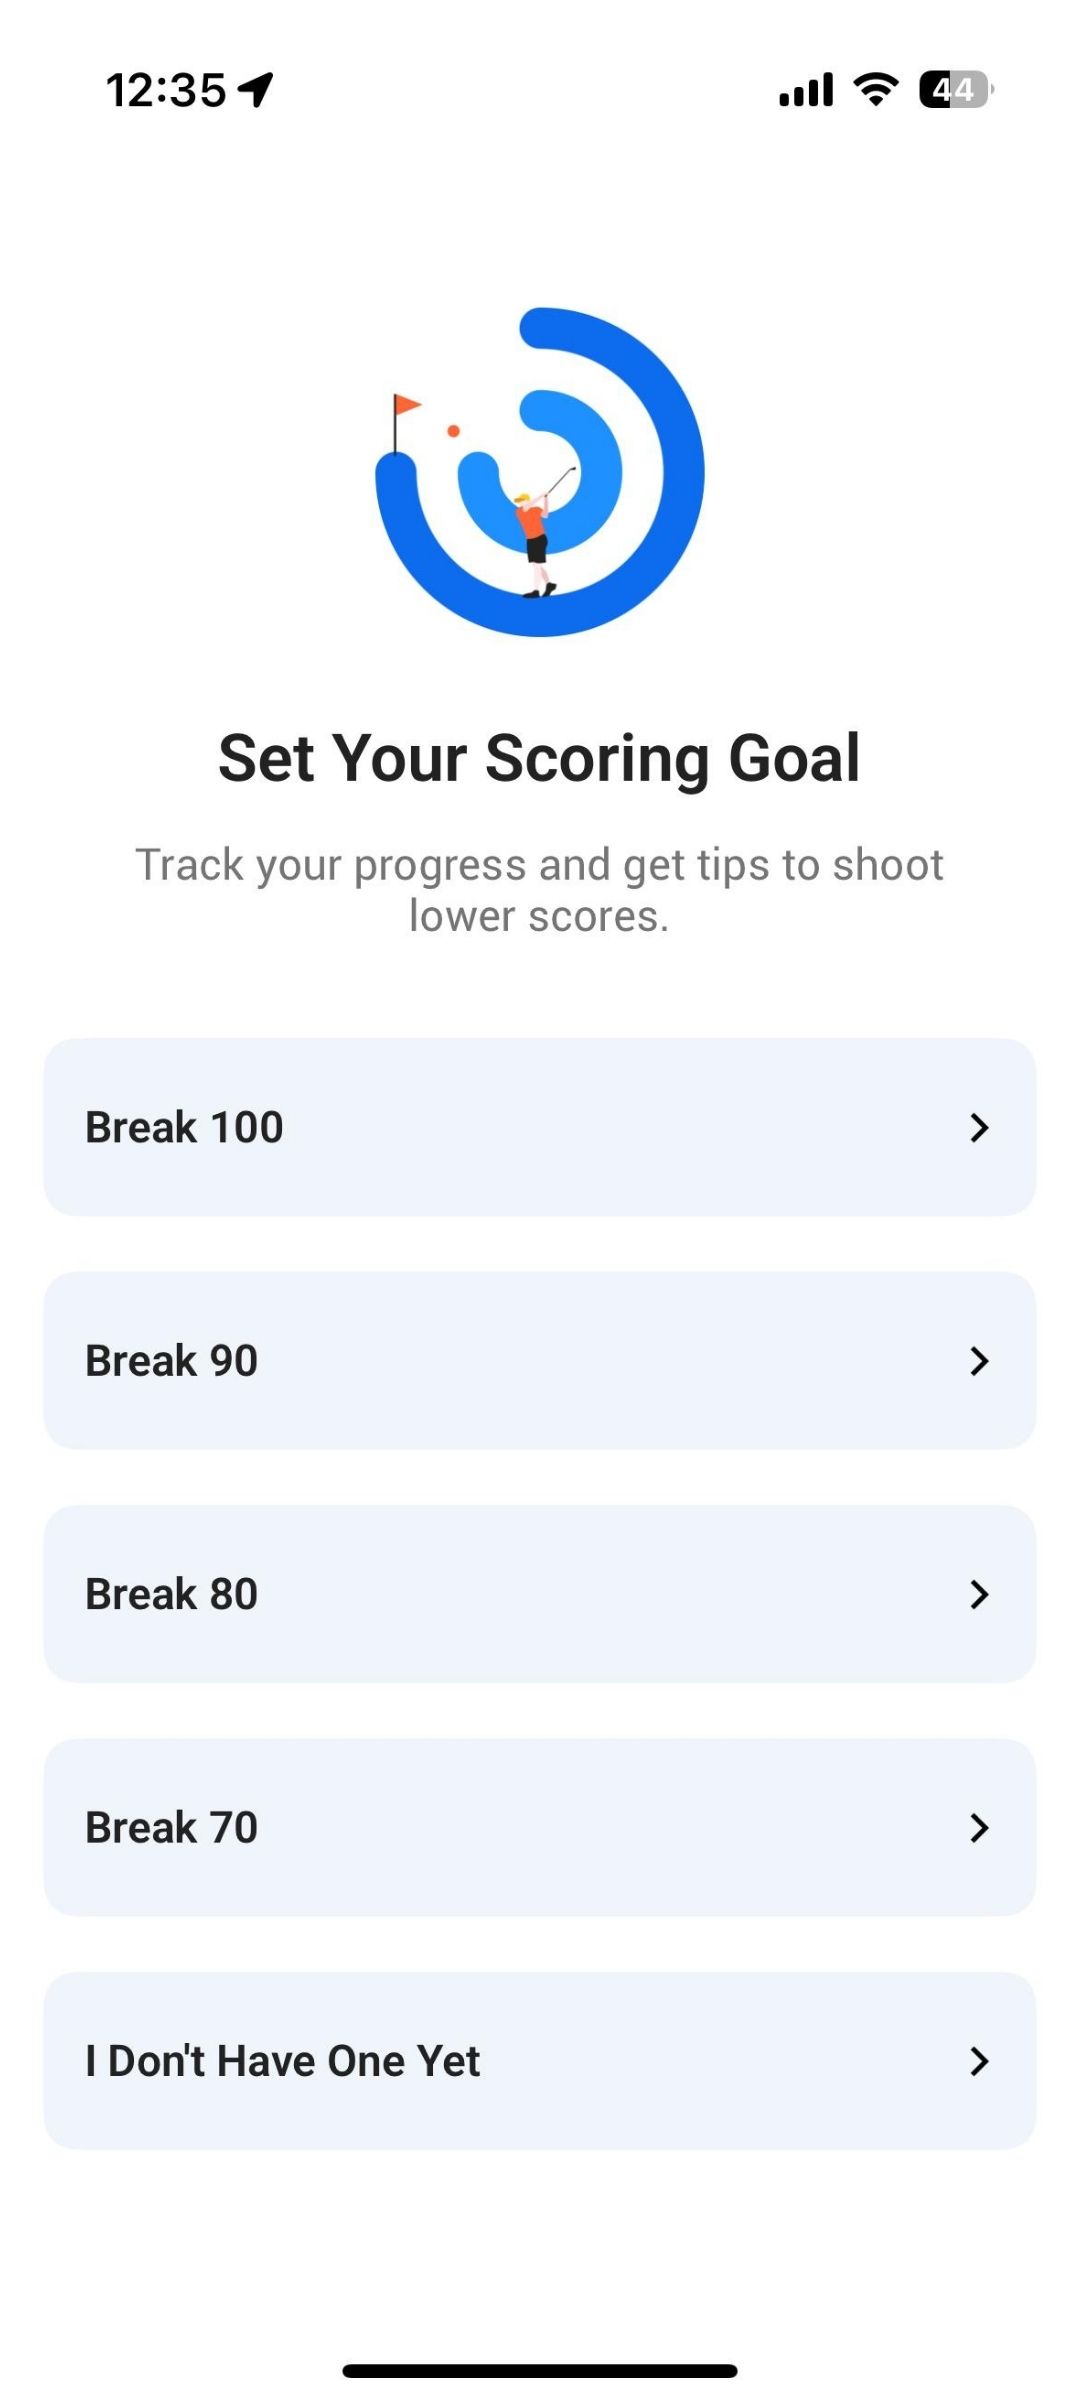 12:35
44
Set Your Scoring Goal
Track your progress and get tips to shoot
lower scores.
Break 100
Break 90
Break 80
Break 70
I Don't Have One Yet